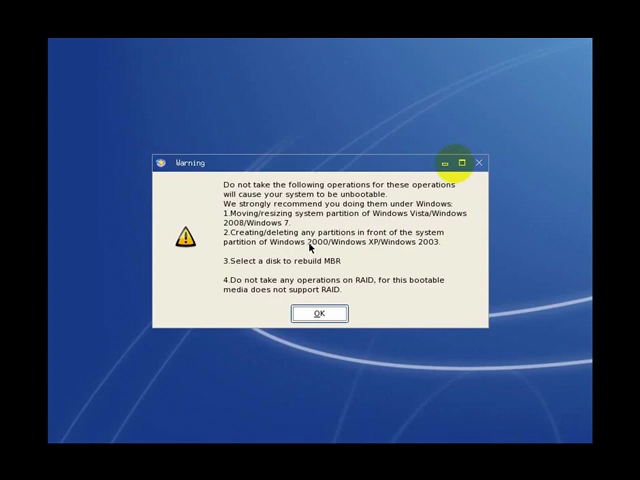 Warning
Do not take the following operations for these operations
will cause your system to be unbootable.
We strongly recommend you doing them under Windows:
1.Moving/resizing system partition of Windows Vista/Windows
2008/Windows 7.
2.Creating/deleting any partitions in front of the system
partition of Windows 2000/Windows XP/Windows 2003.
3.Select a disk to rebuild MBR
4.Do not take any operations on RAID, for this bootable
media does not support RAID.
OK